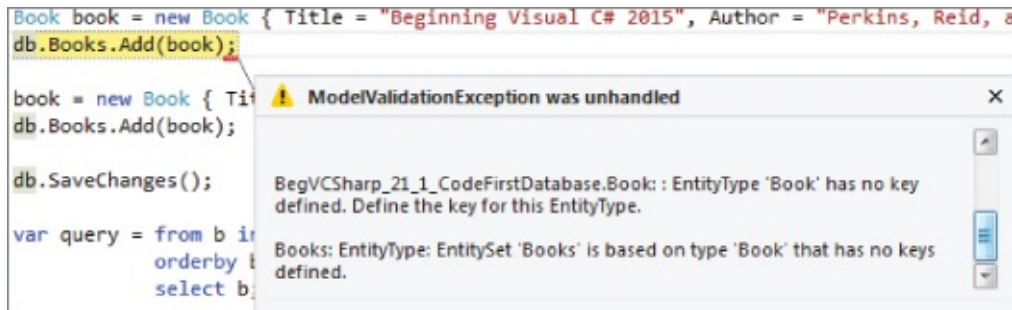 Book book = new Book { Title = "Beginning Visual C# 2015", Author = "Perkins, Reid, a
db.Books.Add(book);
book = new Book { Tit
db.Books.Add(book);
db.SaveChanges();
var query = from b in
orderby b
select b;
ModelValidationException was unhandled
BegVCSharp_21_1_CodeFirstDatabase.Book: : EntityType 'Book' has no key
defined. Define the key for this EntityType.
Books: EntityType: EntitySet 'Books' is based on type 'Book' that has no keys
defined.